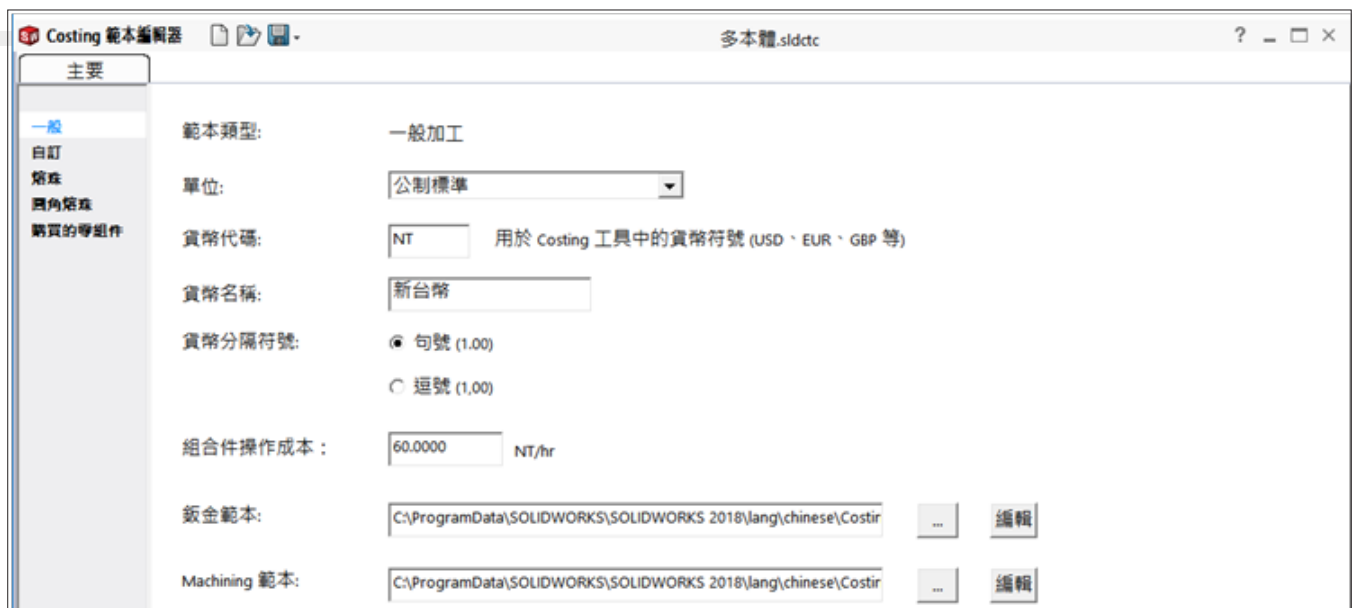 Costing 範本編輯器 多本體.sldctc
主要
一般
自訂
熔珠
圓角熔珠
購買的零組件
範本類型: 一般加工
單位: 公制標準
貨幣代碼: NT 用於 Costing 工具中的貨幣符號 (USD、EUR、GBP 等)
貨幣名稱: 新台幣
貨幣分隔符號: 句號 (1.00)
逗號 (1,00)
組合件操作成本： 60.0000 NT/hr
鈑金範本: C:\ProgramData\SOLIDWORKS\SOLIDWORKS 2018\lang\chinese\Costin ... 編輯
Machining 範本: C:\ProgramData\SOLIDWORKS\SOLIDWORKS 2018\lang\chinese\Costin ... 編輯